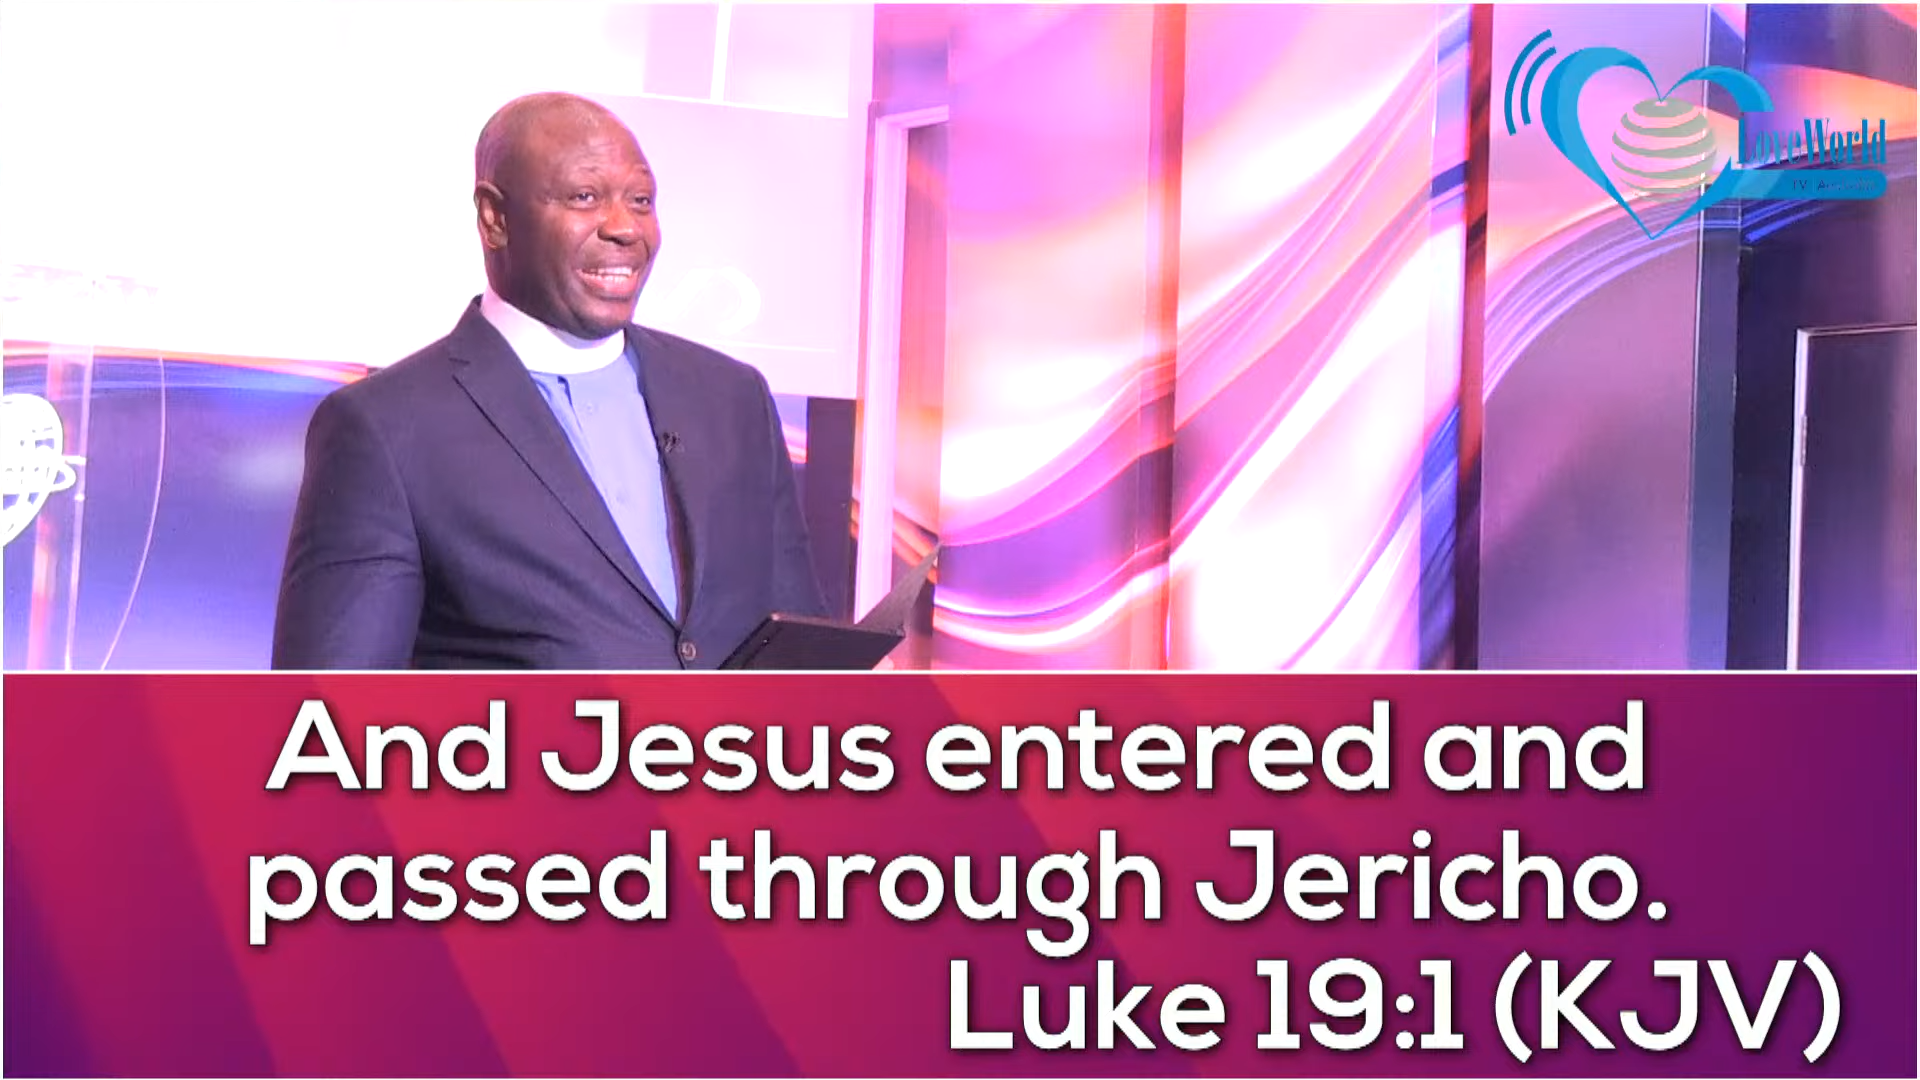 LoveWorld
And Jesus entered and
passed through Jericho.
Luke 19:1 (KJV)